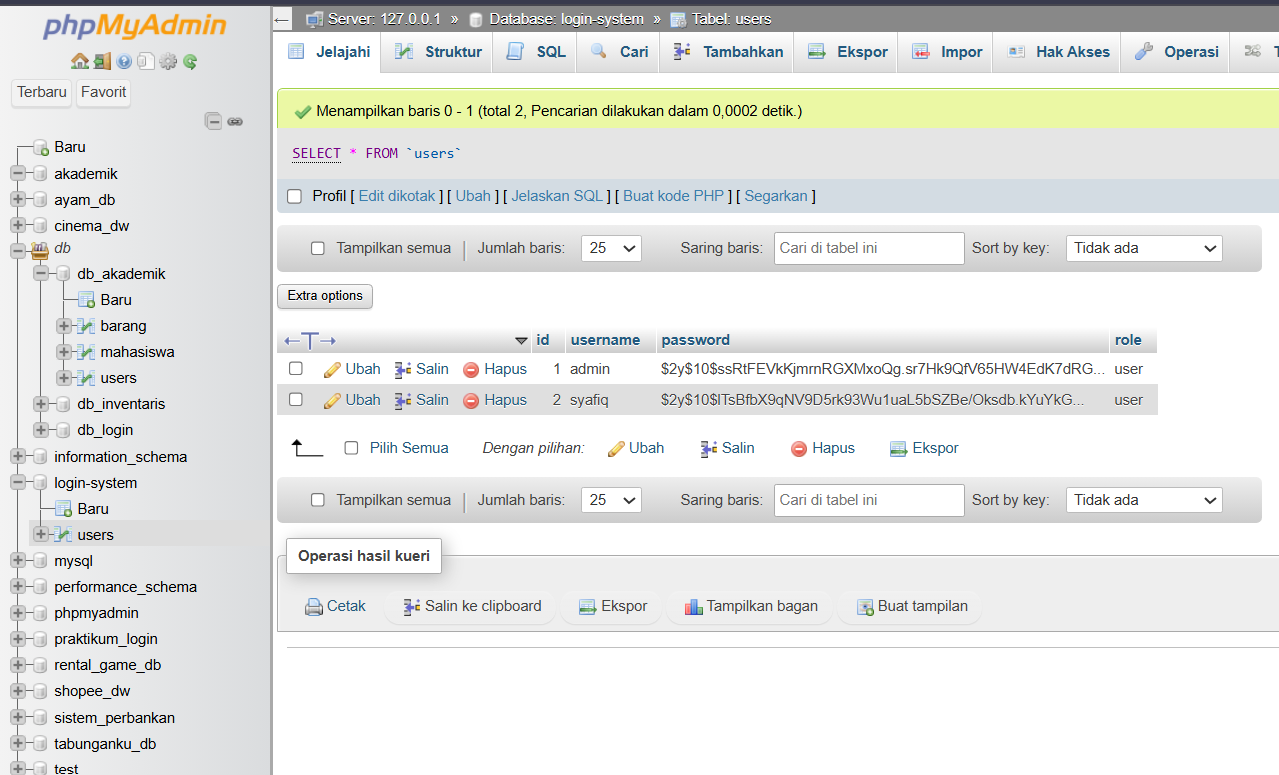 phpMyAdmin
Terbaru Favorit
Baru
akademik
ayam_db
cinema_dw
db
db_akademik
Baru
barang
mahasiswa
users
db_inventaris
db_login
information_schema
login-system
Baru
users
mysql
performance_schema
phpmyadmin
praktikum_login
rental_game_db
shopee_dw
sistem_perbankan
tabunganku_db
test
← Server: 127.0.0.1 » Database: login-system » Tabel: users
Jelajahi Struktur SQL Cari Tambahkan Ekspor Impor Hak Akses Operasi
Menampilkan baris 0 - 1 (total 2, Pencarian dilakukan dalam 0,0002 detik.)
SELECT * FROM `users`
Profil [ Edit dikotak ] [ Ubah ] [ Jelaskan SQL ] [ Buat kode PHP ] [ Segarkan ]
Tampilkan semua | Jumlah baris: 25 Saring baris: Cari di tabel ini Sort by key: Tidak ada
Extra options
←T→ id username password role
Ubah Salin Hapus 1 admin $2y$10$ssRtFEVkKjmrnRGXMxoQg.sr7Hk9QfV65HW4EdK7dRG... user
Ubah Salin Hapus 2 syafiq $2y$10$lTsBfbX9qNV9D5rk93Wu1uaL5bSZBe/Oksdb.kYuYkG... user
Pilih Semua Dengan pilihan: Ubah Salin Hapus Ekspor
Tampilkan semua | Jumlah baris: 25 Saring baris: Cari di tabel ini Sort by key: Tidak ada
Operasi hasil kueri
Cetak Salin ke clipboard Ekspor Tampilkan bagan Buat tampilan